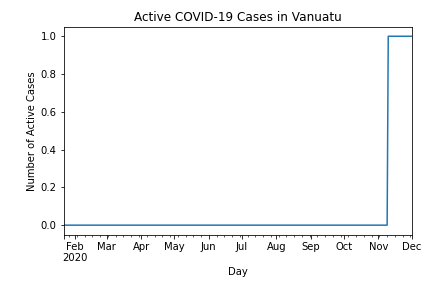 Active COVID-19 Cases in Vanuatu
Number of Active Cases
1.0
0.8
0.6
0.4
0.2
0.0
Feb Mar Apr May Jun Jul Aug Sep Oct Nov Dec
2020
Day